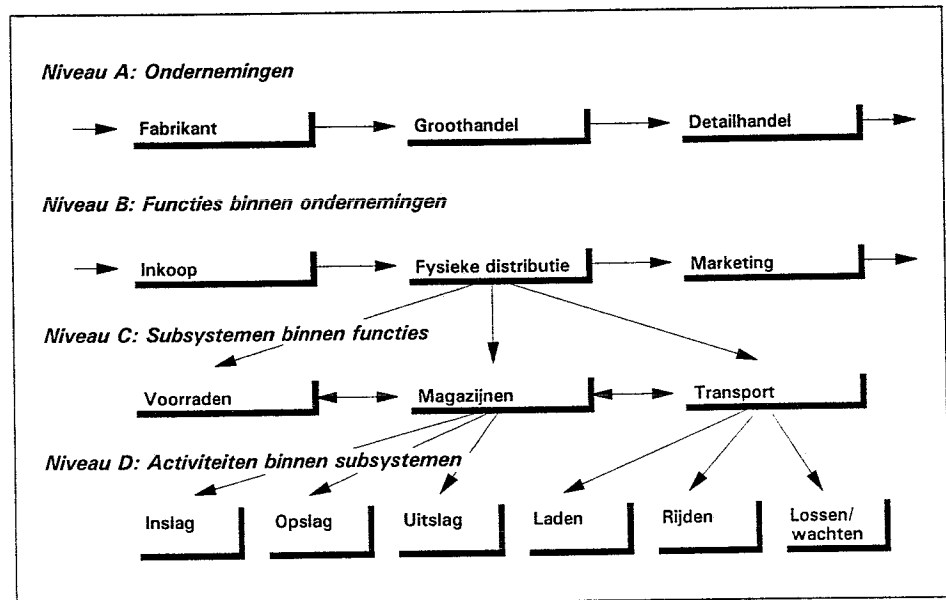 Niveau A: Ondernemingen
Fabrikant
Groothandel
Detailhandel
Niveau B: Functies binnen ondernemingen
Inkoop
Fysieke distributie
Marketing
Niveau C: Subsystemen binnen functies
Voorraden
Magazijnen
Transport
Niveau D: Activiteiten binnen subsystemen
Inslag
Opslag
Uitslag
Laden
Rijden
Lossen/
wachten